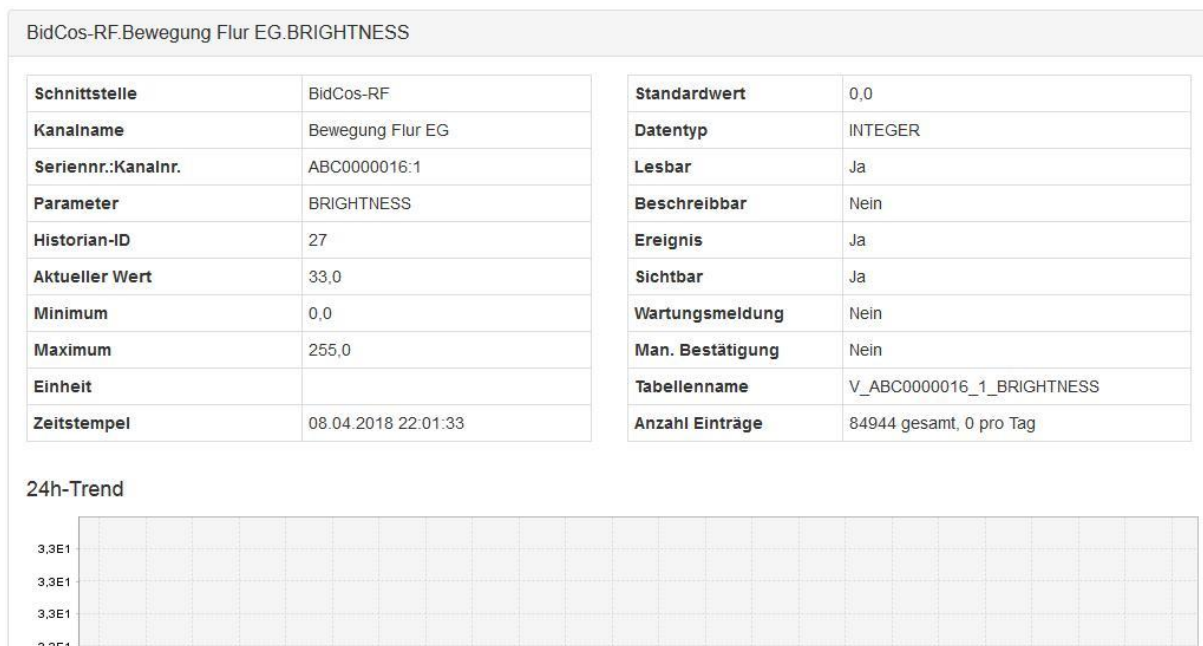 BidCos-RF.Bewegung Flur EG.BRIGHTNESS
Schnittstelle BidCos-RF Standardwert 0,0
Kanalname Bewegung Flur EG Datentyp INTEGER
Seriennr.:Kanalnr. ABC0000016:1 Lesbar Ja
Parameter BRIGHTNESS Beschreibbar Nein
Historian-ID 27 Ereignis Ja
Aktueller Wert 33,0 Sichtbar Ja
Minimum 0,0 Wartungsmeldung Nein
Maximum 255,0 Man. Bestätigung Nein
Einheit Tabellenname V_ABC0000016_1_BRIGHTNESS
Zeitstempel 08.04.2018 22:01:33 Anzahl Einträge 84944 gesamt, 0 pro Tag
24h-Trend
3,3E1
3,3E1
3,3E1